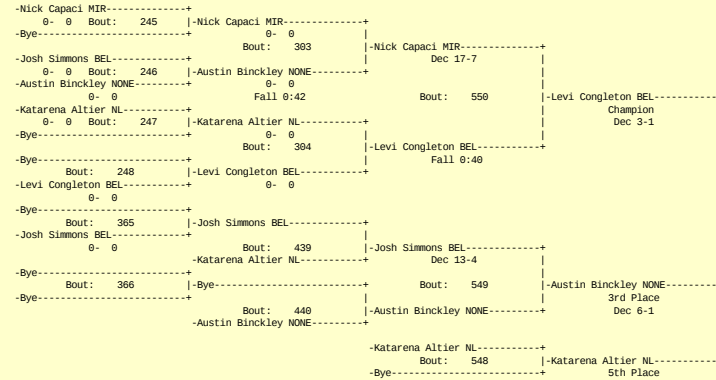 -Nick Capaci MIR--------------+
0-  0   Bout:    245      |-Nick Capaci MIR--------------+
-Bye--------------------------+            0-  0              |
Bout:    303         |-Nick Capaci MIR--------------+
-Josh Simmons BEL-------------+                               |          Dec 17-7            |
0-  0   Bout:    246      |-Austin Binckley NONE---------+                              |
-Austin Binckley NONE---------+            0-  0                                             |
0-  0                      Fall 0:42                  Bout:    550         |-Levi Congleton BEL-----------
-Katarena Altier NL-----------+                                                              |          Champion
0-  0   Bout:    247      |-Katarena Altier NL-----------+                              |           Dec 3-1
-Bye--------------------------+            0-  0              |                              |
Bout:    304         |-Levi Congleton BEL-----------+
-Bye--------------------------+                               |          Fall 0:40
Bout:    248         |-Levi Congleton BEL-----------+
-Levi Congleton BEL-----------+            0-  0
0-  0
-Bye--------------------------+
Bout:    365         |-Josh Simmons BEL-------------+
-Josh Simmons BEL-------------+                               |
0-  0                    Bout:    439         |-Josh Simmons BEL-------------+
-Katarena Altier NL-----------+          Dec 13-4            |
-Bye--------------------------+                                                              |
Bout:    366         |-Bye--------------------------+        Bout:    549         |-Austin Binckley NONE---------
-Bye--------------------------+                               |                              |          3rd Place
Bout:    440         |-Austin Binckley NONE---------+           Dec 6-1
-Austin Binckley NONE---------+
-Katarena Altier NL-----------+
Bout:    548         |-Katarena Altier NL-----------
-Bye--------------------------+          5th Place